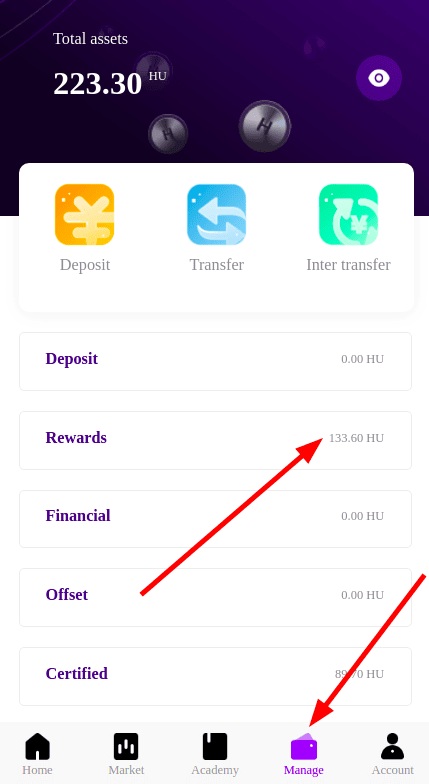 Total assets
223.30 HU
Deposit Transfer Inter transfer
Deposit 0.00 HU
Rewards 133.60 HU
Financial 0.00 HU
Offset 0.00 HU
Certified 89.70 HU
Home Market Academy Manage Account